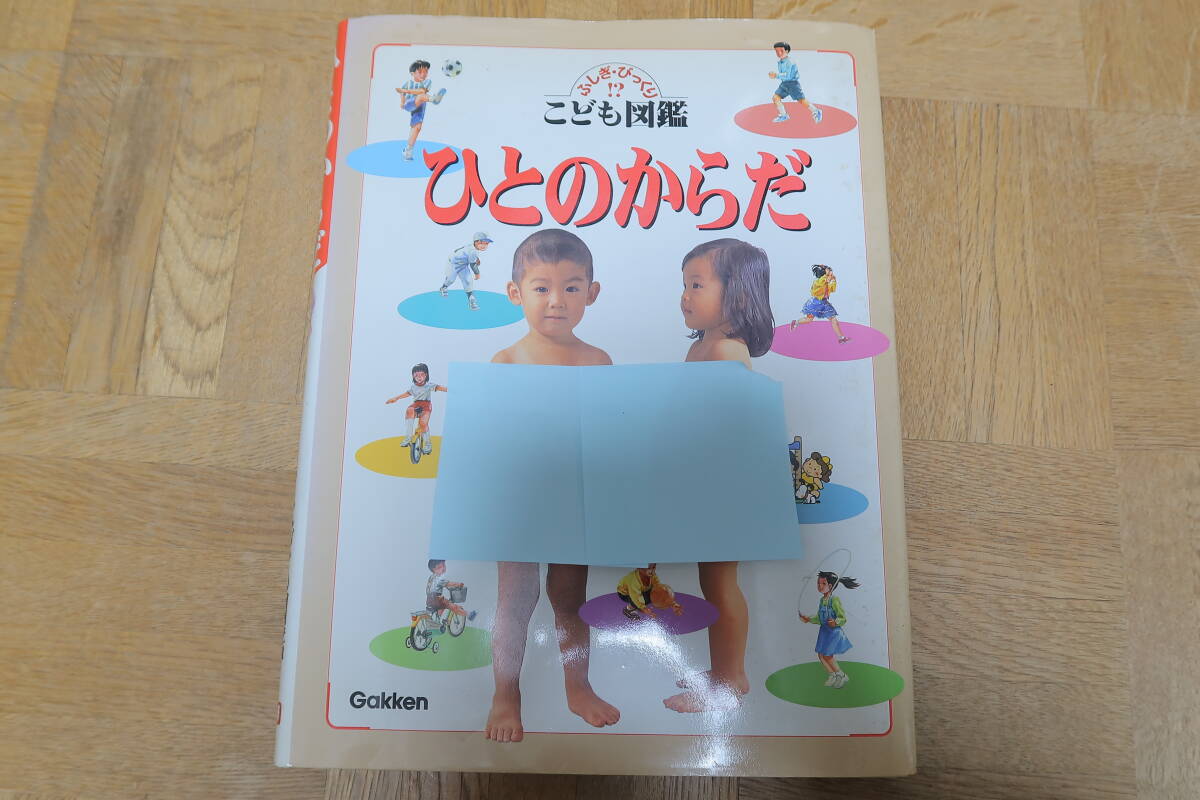 ふしぎ・びっくり
!?
こども図鑑
ひとのからだ
Gakken